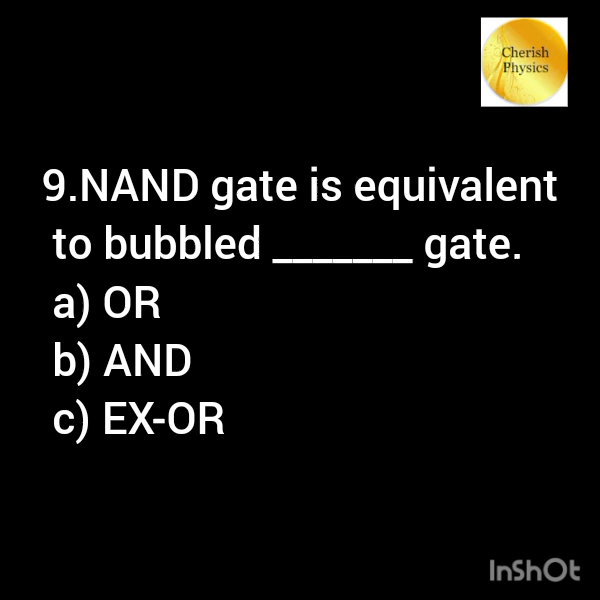 Cherish
Physics
9.NAND gate is equivalent
to bubbled _______ gate.
a) OR
b) AND
c) EX-OR
InShOt